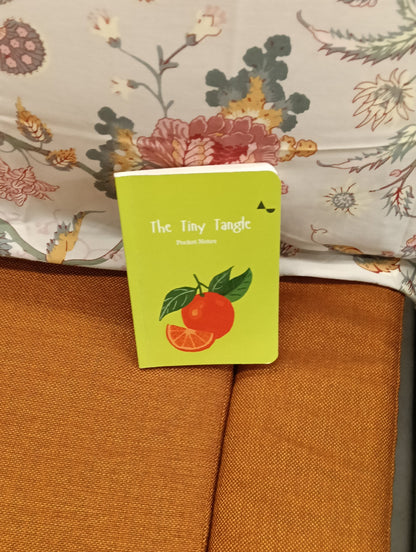 The Tiny Tangle
Pocket Notes